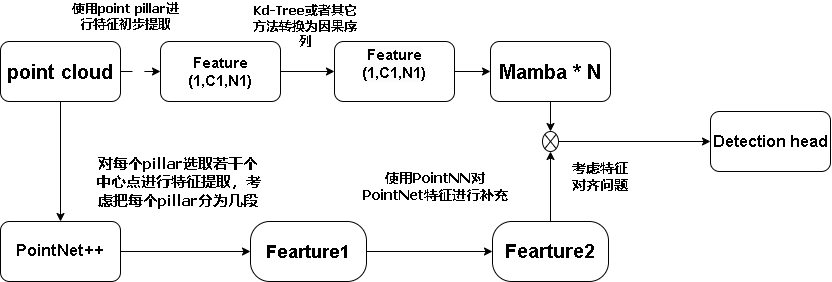 使用point pillar进
行特征初步提取
Kd-Tree或者其它
方法转换为因果序
列
point cloud
Feature
(1,C1,N1)
Feature
(1,C1,N1)
Mamba * N
Detection head
对每个pillar选取若干个
中心点进行特征提取，考
虑把每个pillar分为几段
使用PointNN对
PointNet特征进行补充
考虑特征
对齐问题
PointNet++
Fearture1
Fearture2